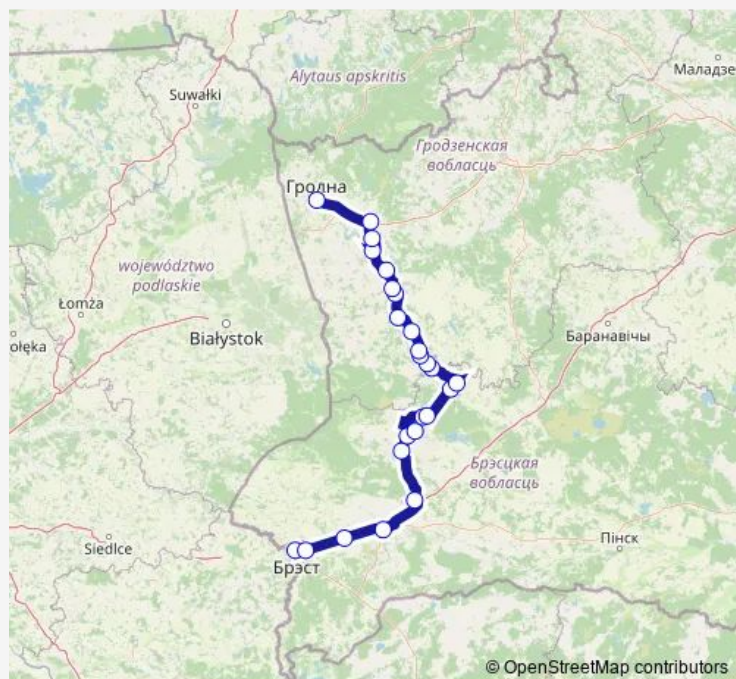 Маладзе
Alytaus apskritis
Suwałki
Гродзенская
вобласць
Гродна
województwo
podlaskie
Łomża
Białystok
Баранавічы
ołęka
Брэсцкая
вобласць
Siedlce
Пінск
Брэст
© OpenStreetMap contributors